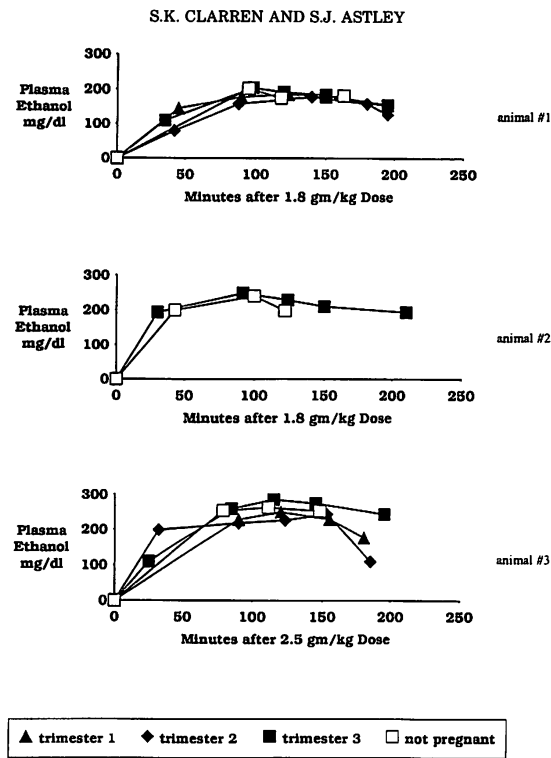 S.K. CLARREN AND S.J. ASTLEY
300
200
100
0
Plasma
Ethanol
mg/dl
0 50 100 150 200 250
Minutes after 1.8 gm/kg Dose
animal #1
300
200
100
0
Plasma
Ethanol
mg/dl
0 50 100 150 200 250
Minutes after 1.8 gm/kg Dose
animal #2
300
200
100
0
Plasma
Ethanol
mg/dl
0 50 100 150 200 250
Minutes after 2.5 gm/kg Dose
animal #3
trimester 1 trimester 2 trimester 3 not pregnant